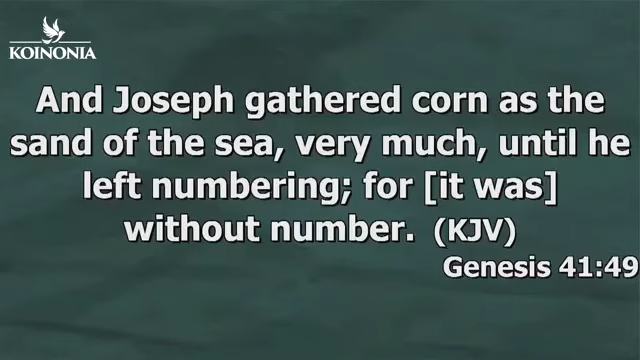 KOINONIA
And Joseph gathered corn as the
sand of the sea, very much, until he
left numbering; for [it was]
without number. (KJV)
Genesis 41:49